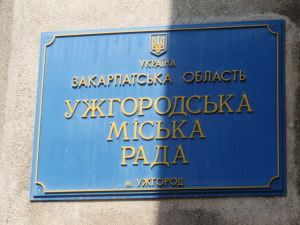 УКРАЇНА
ЗАКАРПАТСЬКА ОБЛАСТЬ
УЖГОРОДСЬКА
МІСЬКА
РАДА
м. УЖГОРОД